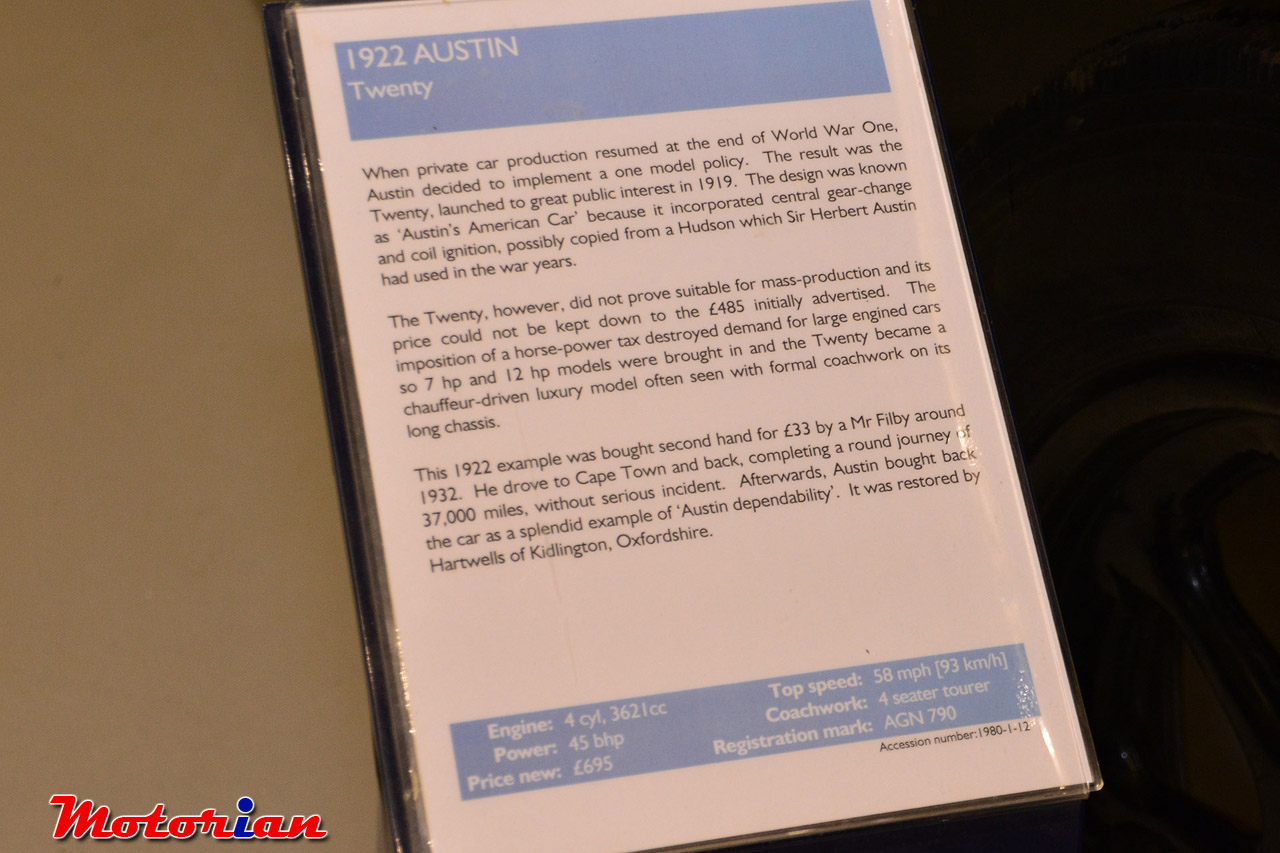 1922 AUSTIN
Twenty
When private car production resumed at the end of World War One,
Austin decided to implement a one model policy. The result was the
Twenty, launched to great public interest in 1919. The design was known
as ‘Austin's American Car’ because it incorporated central gear-change
and coil ignition, possibly copied from a Hudson which Sir Herbert Austin
had used in the war years.
The Twenty, however, did not prove suitable for mass-production and its
price could not be kept down to the £485 initially advertised. The
imposition of a horse-power tax destroyed demand for large engined cars
so 7 hp and 12 hp models were brought in and the Twenty became a
chauffeur-driven luxury model often seen with formal coachwork on its
long chassis.
This 1922 example was bought second hand for £33 by a Mr Filby around
1932. He drove to Cape Town and back, completing a round journey of
37,000 miles, without serious incident. Afterwards, Austin bought back
the car as a splendid example of ‘Austin dependability’. It was restored by
Hartwells of Kidlington, Oxfordshire.
Engine: 4 cyl, 3621cc
Power: 45 bhp
Price new: £695
Top speed: 58 mph [93 km/h]
Coachwork: 4 seater tourer
Registration mark: AGN 790
Accession number:1980-1-12
Motorian